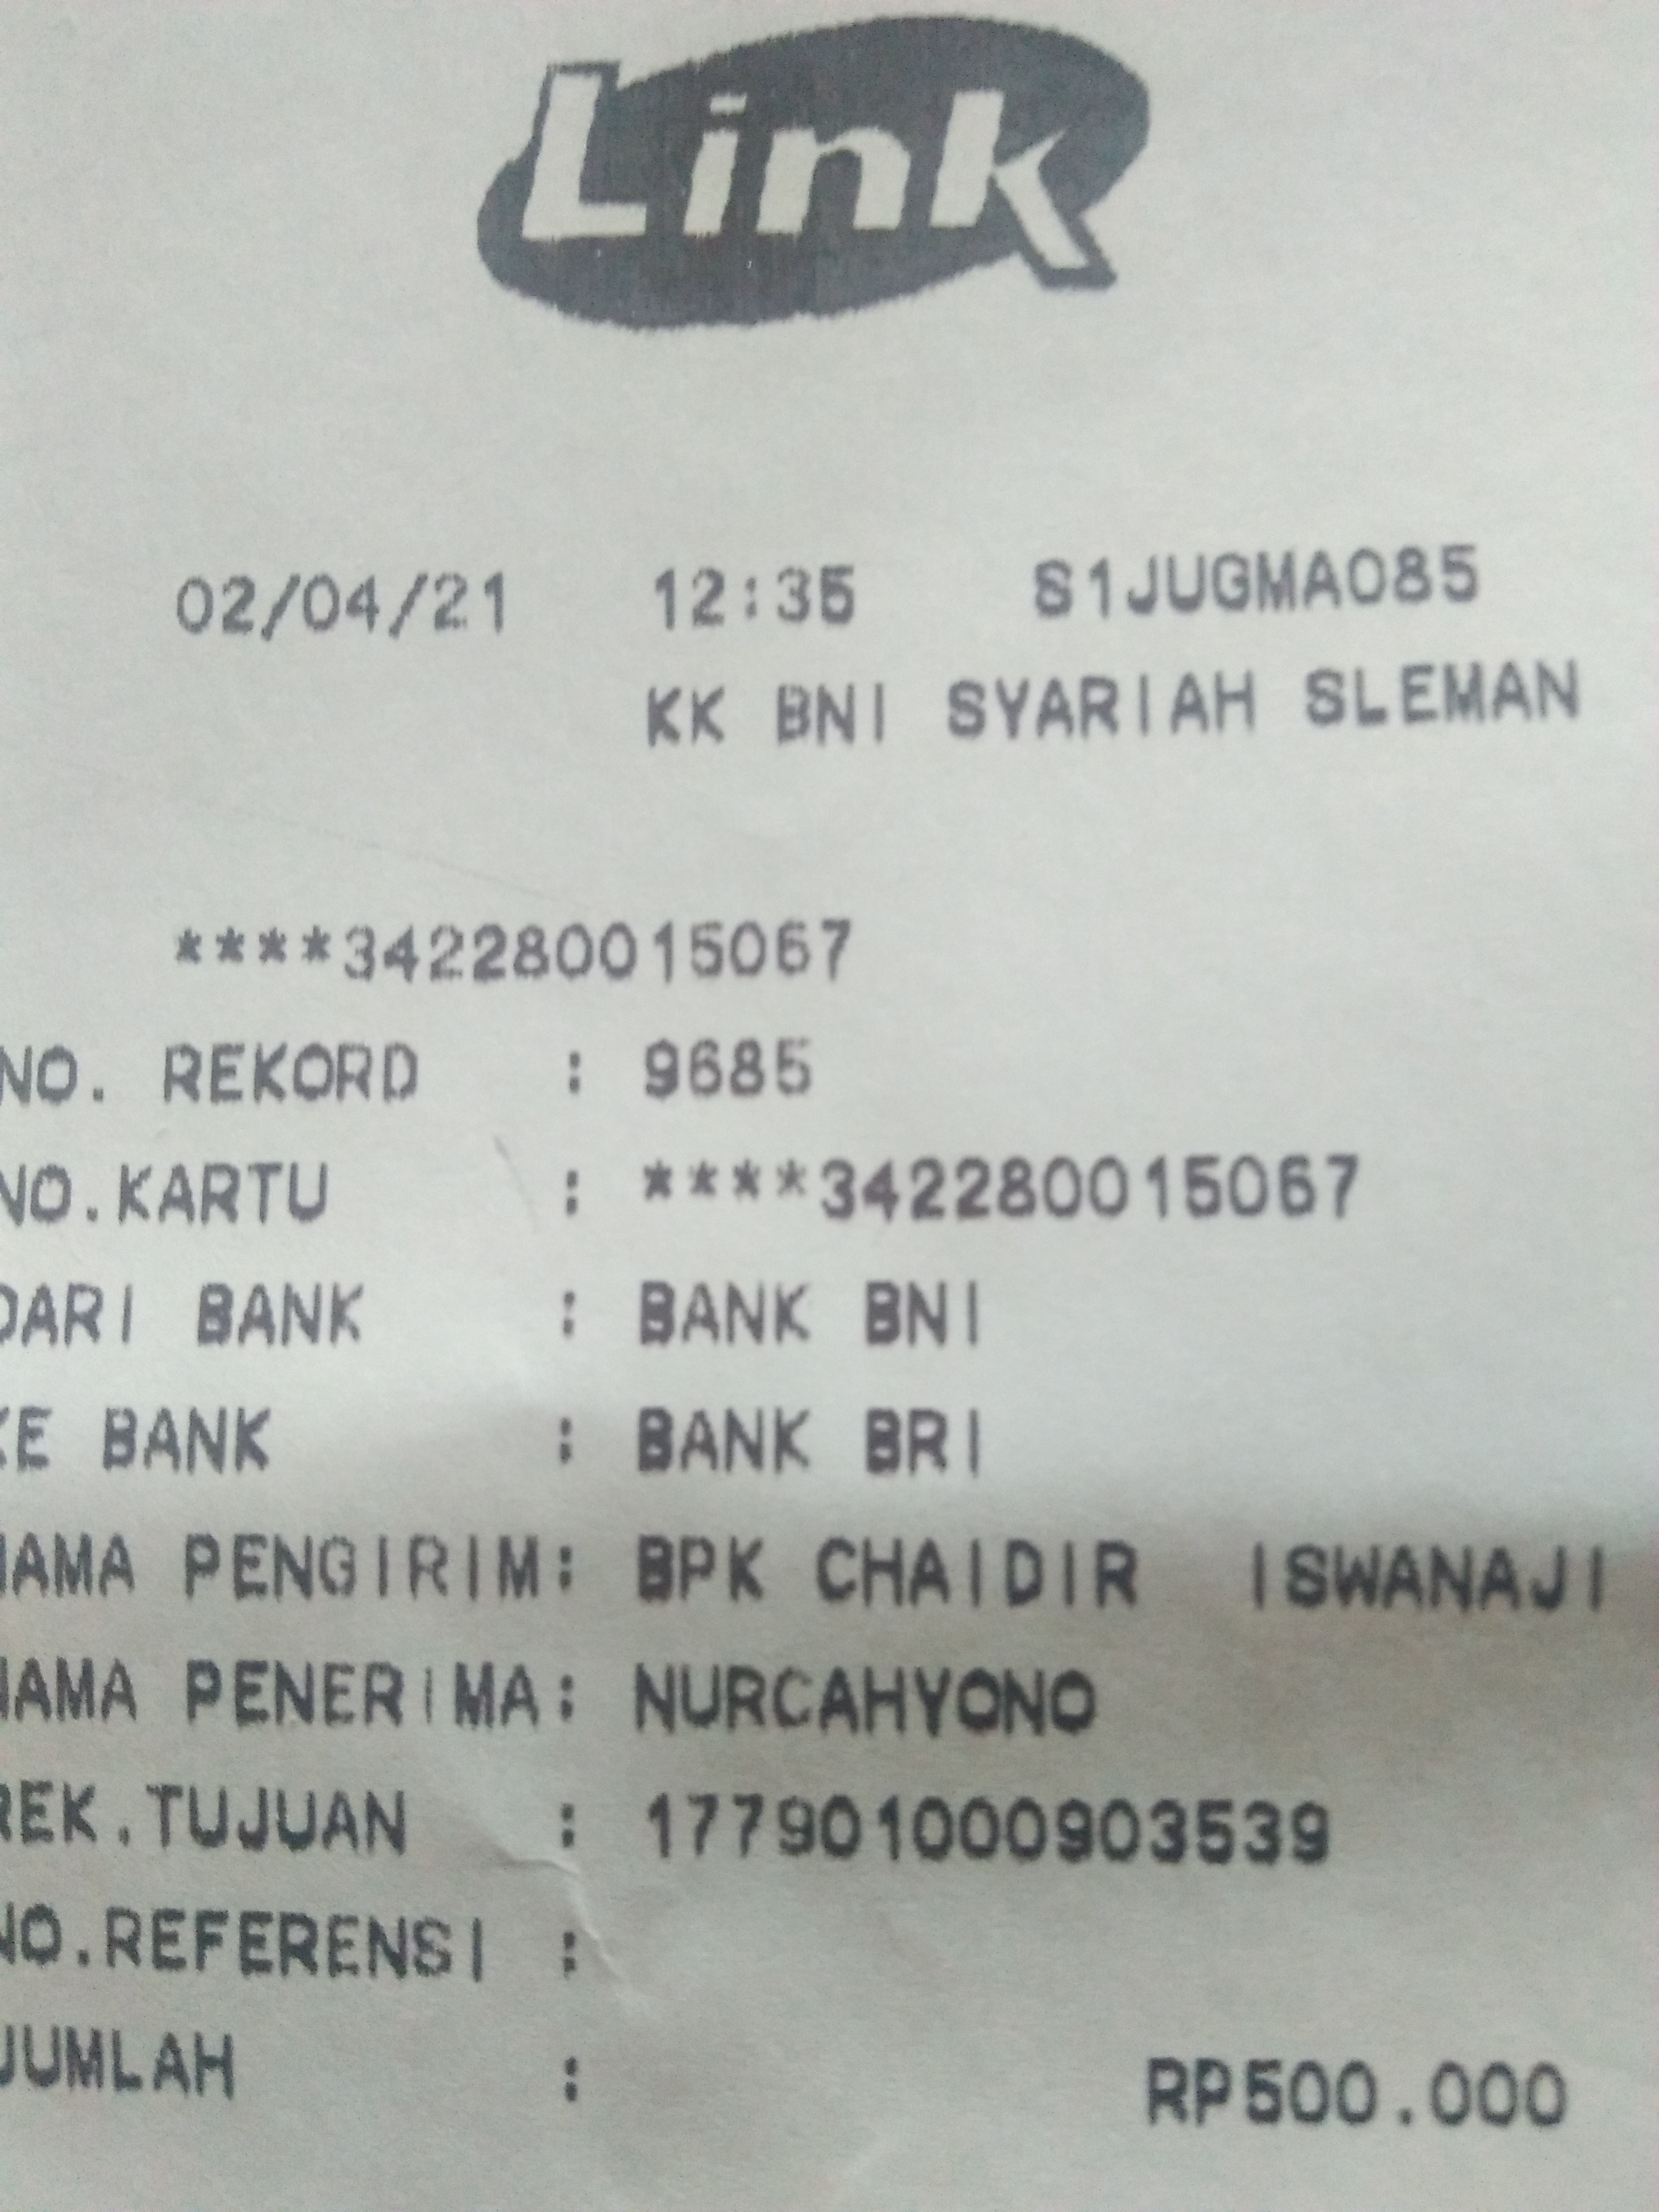 Link
02/04/21 12:35 S1JUGMA085
KK BNI SYARIAH SLEMAN
****342280015067
NO. REKORD : 9685
NO.KARTU : ****342280015067
DARI BANK : BANK BNI
KE BANK : BANK BRI
NAMA PENGIRIM: BPK CHAIDIR ISWANAJI
NAMA PENERIMA: NURCAHYONO
REK.TUJUAN : 177901000903539
NO.REFERENSI :
JUMLAH : RP500.000